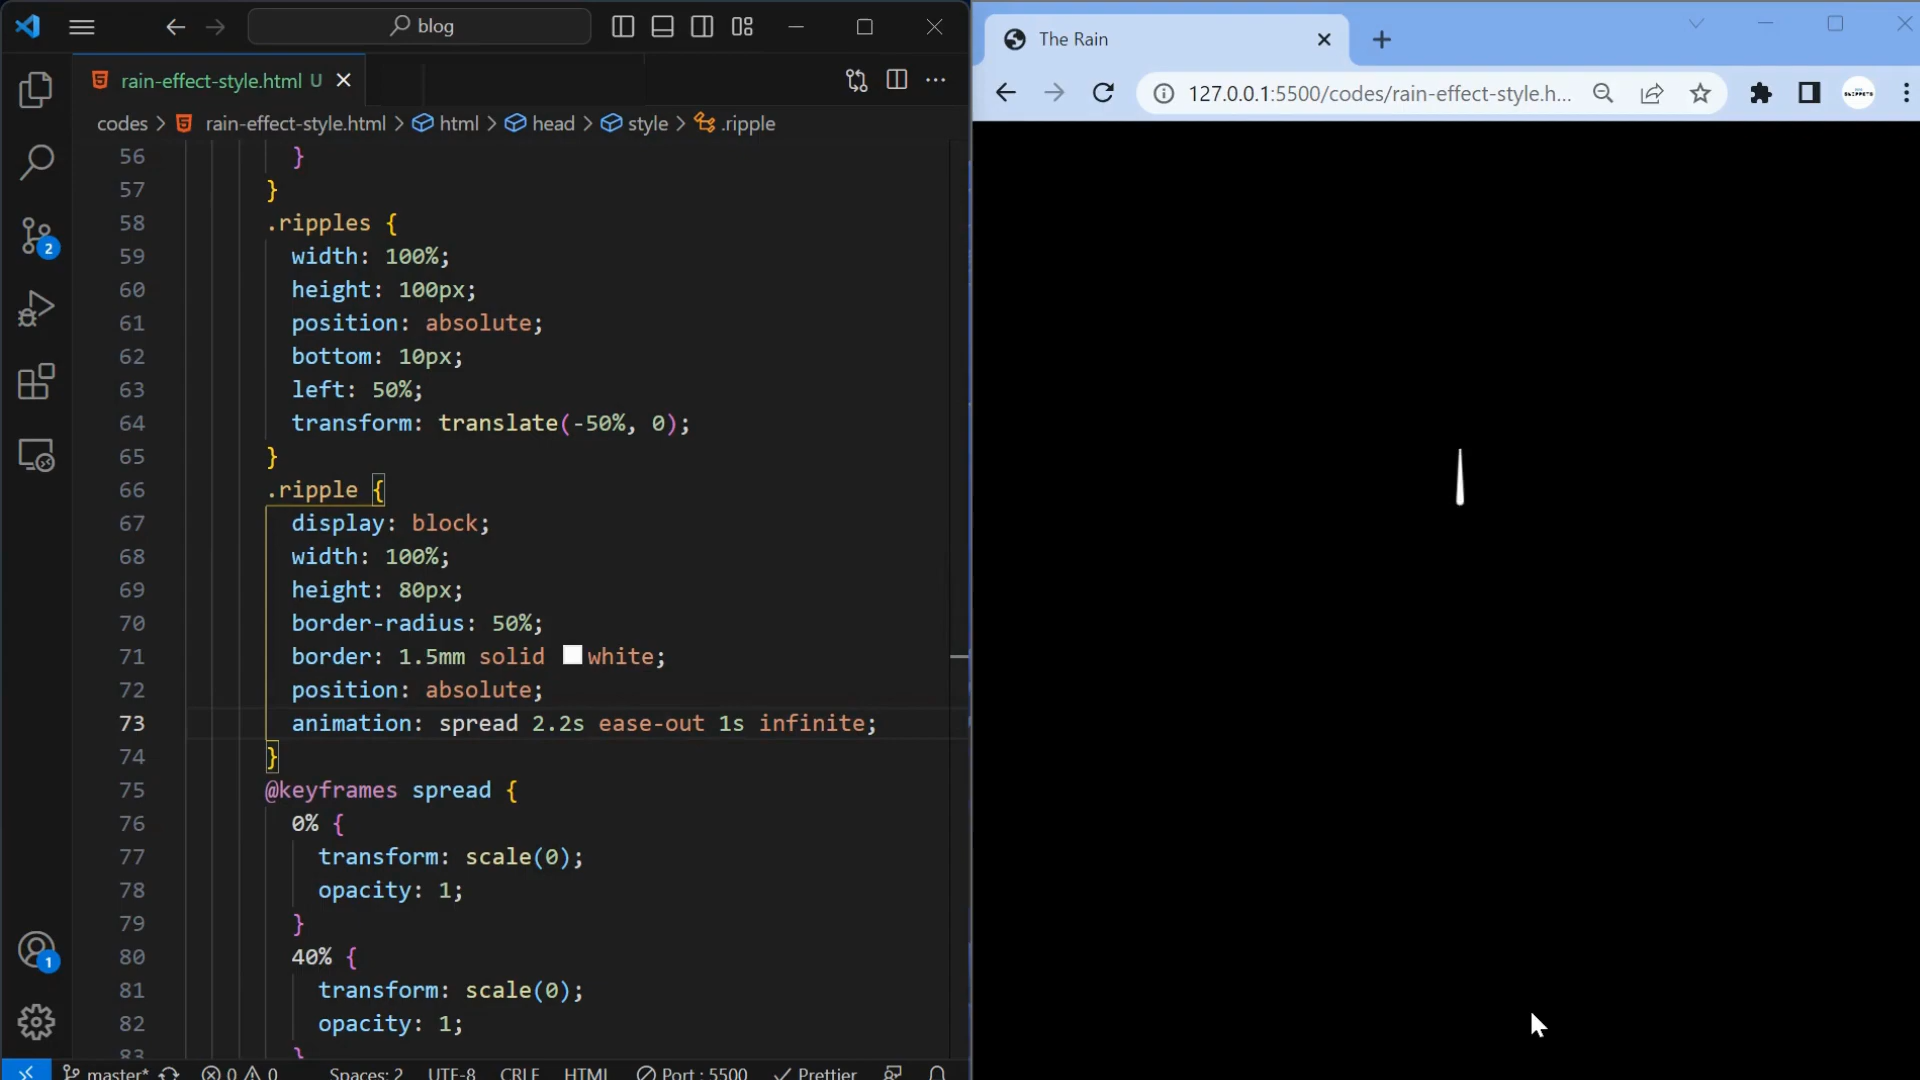 blog
rain-effect-style.html U
codes > rain-effect-style.html > html > head > style > .ripple
56 }
57 }
58 .ripples {
59 width: 100%;
60 height: 100px;
61 position: absolute;
62 bottom: 10px;
63 left: 50%;
64 transform: translate(-50%, 0);
65 }
66 .ripple {
67 display: block;
68 width: 100%;
69 height: 80px;
70 border-radius: 50%;
71 border: 1.5mm solid white;
72 position: absolute;
73 animation: spread 2.2s ease-out 1s infinite;
74 }
75 @keyframes spread {
76 0% {
77 transform: scale(0);
78 opacity: 1;
79 }
80 40% {
81 transform: scale(0);
82 opacity: 1;
83 }
2
1
master* 0 0 Spaces: 2 UTF-8 CRLF HTML Port : 5500 Prettier
The Rain
127.0.0.1:5500/codes/rain-effect-style.h...